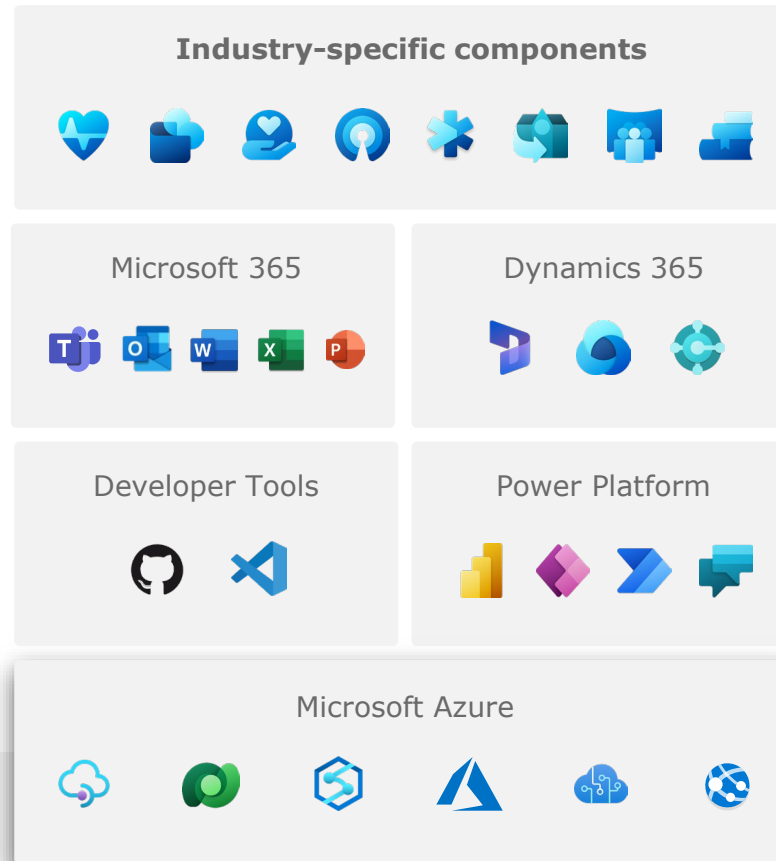 Industry-specific components
Microsoft 365
Dynamics 365
T
O
W
X
P
Developer Tools
Power Platform
Microsoft Azure